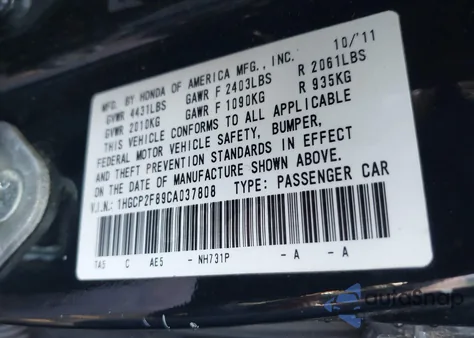 MFD. BY HONDA OF AMERICA MFG., INC. 10/'11
GVWR 4431LBS GAWR F 2403LBS R 2061LBS
GVWR 2010KG GAWR F 1090KG R 935KG
THIS VEHICLE CONFORMS TO ALL APPLICABLE
FEDERAL MOTOR VEHICLE SAFETY, BUMPER,
AND THEFT PREVENTION STANDARDS IN EFFECT
ON THE DATE OF MANUFACTURE SHOWN ABOVE.
V.I.N.: 1HGCP2F89CA037808 TYPE: PASSENGER CAR
TA5 C AE5 - NH731P - A - A
autoSnap